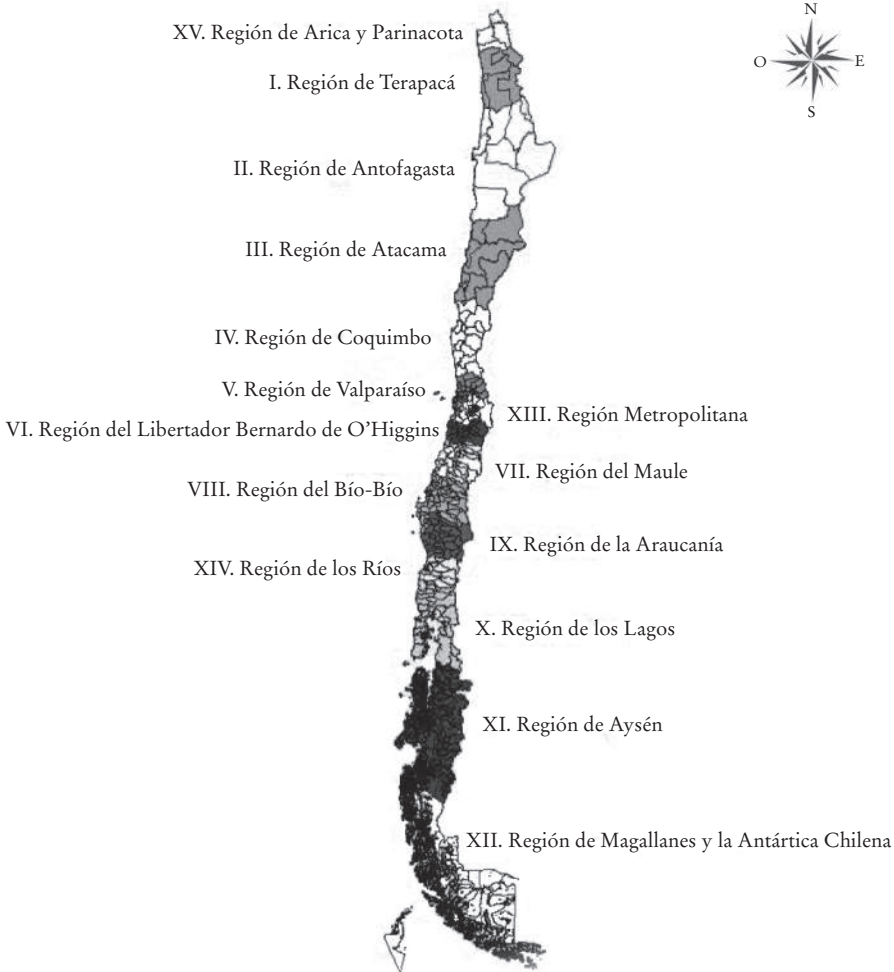 N
XV. Región de Arica y Parinacota
O
E
I. Región de Terapacá
S
II. Región de Antofagasta
III. Región de Atacama
IV. Región de Coquimbo
V. Región de Valparaíso
XIII. Región Metropolitana
VI. Región del Libertador Bernardo de O’Higgins
VII. Región del Maule
VIII. Región del Bío-Bío
IX. Región de la Araucanía
XIV. Región de los Ríos
X. Región de los Lagos
XI. Región de Aysén
XII. Región de Magallanes y la Antártica Chilena